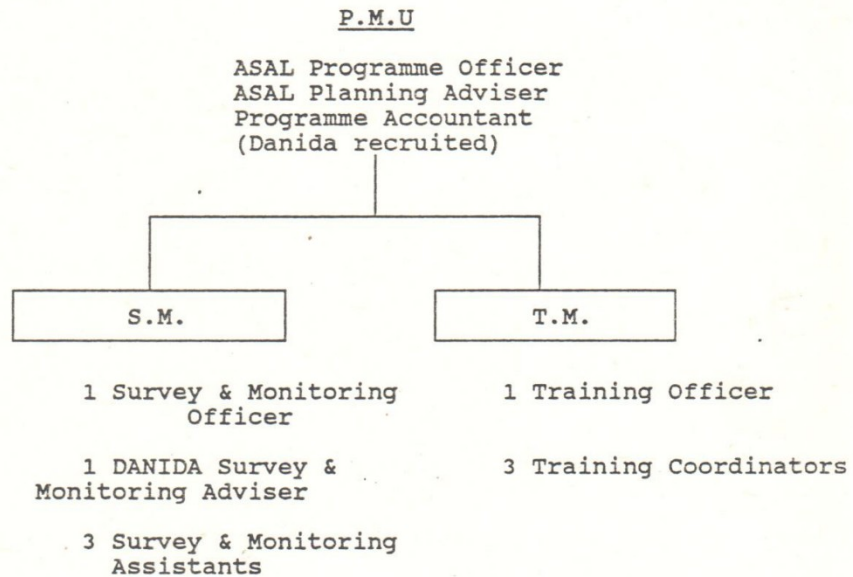 P.M.U
ASAL Programme Officer
ASAL Planning Adviser
Programme Accountant
(Danida recruited)
S.M.
T.M.
1 Survey & Monitoring
Officer
1 DANIDA Survey &
Monitoring Adviser
3 Survey & Monitoring
Assistants
1 Training Officer
3 Training Coordinators